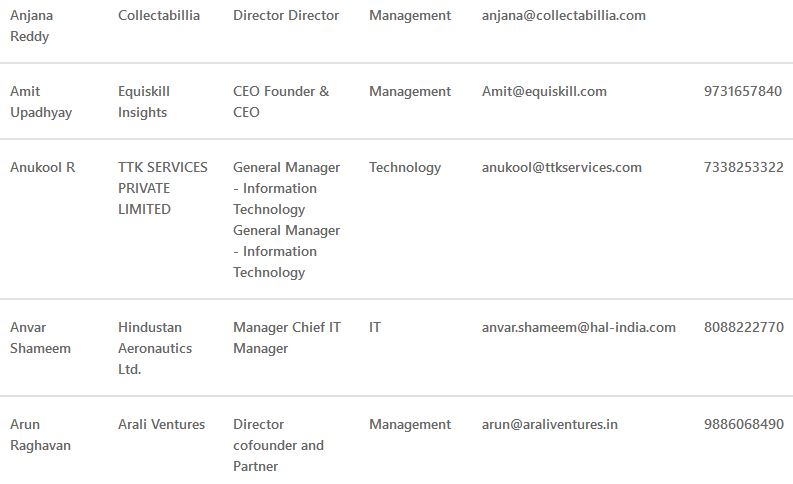 Anjana Collectabillia Director Director Management anjana@collectabillia.com
Reddy
Amit Equiskill CEO Founder & Management Amit@equiskill.com 9731657840
Upadhyay Insights CEO
Anukool R TTK SERVICES General Manager Technology anukool@ttkservices.com 7338253322
PRIVATE - Information
LIMITED Technology
General Manager
- Information
Technology
Anvar Hindustan Manager Chief IT IT anvar.shameem@hal-india.com 8088222770
Shameem Aeronautics Manager
Ltd.
Arun Arali Ventures Director Management arun@araliventures.in 9886068490
Raghavan cofounder and
Partner